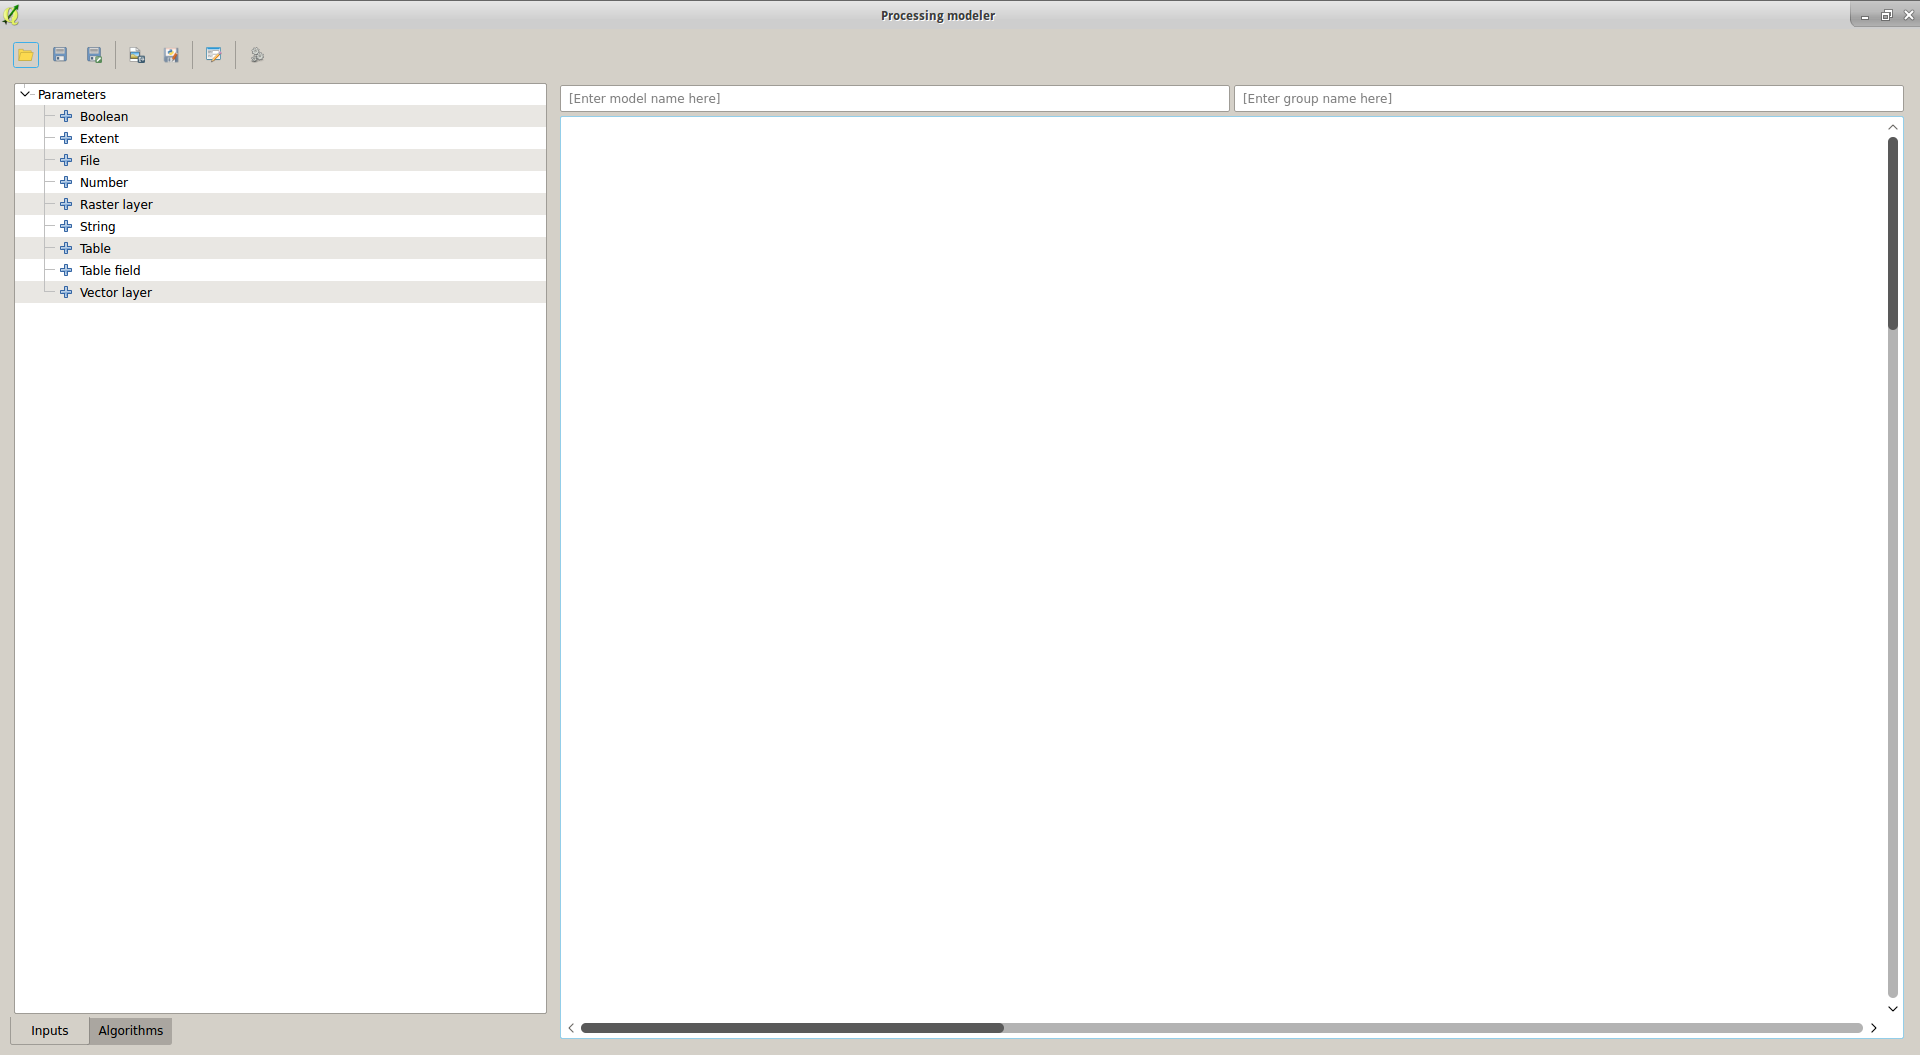 Processing modeler
Parameters
Boolean
Extent
File
Number
Raster layer
String
Table
Table field
Vector layer
[Enter model name here] [Enter group name here]
Inputs Algorithms